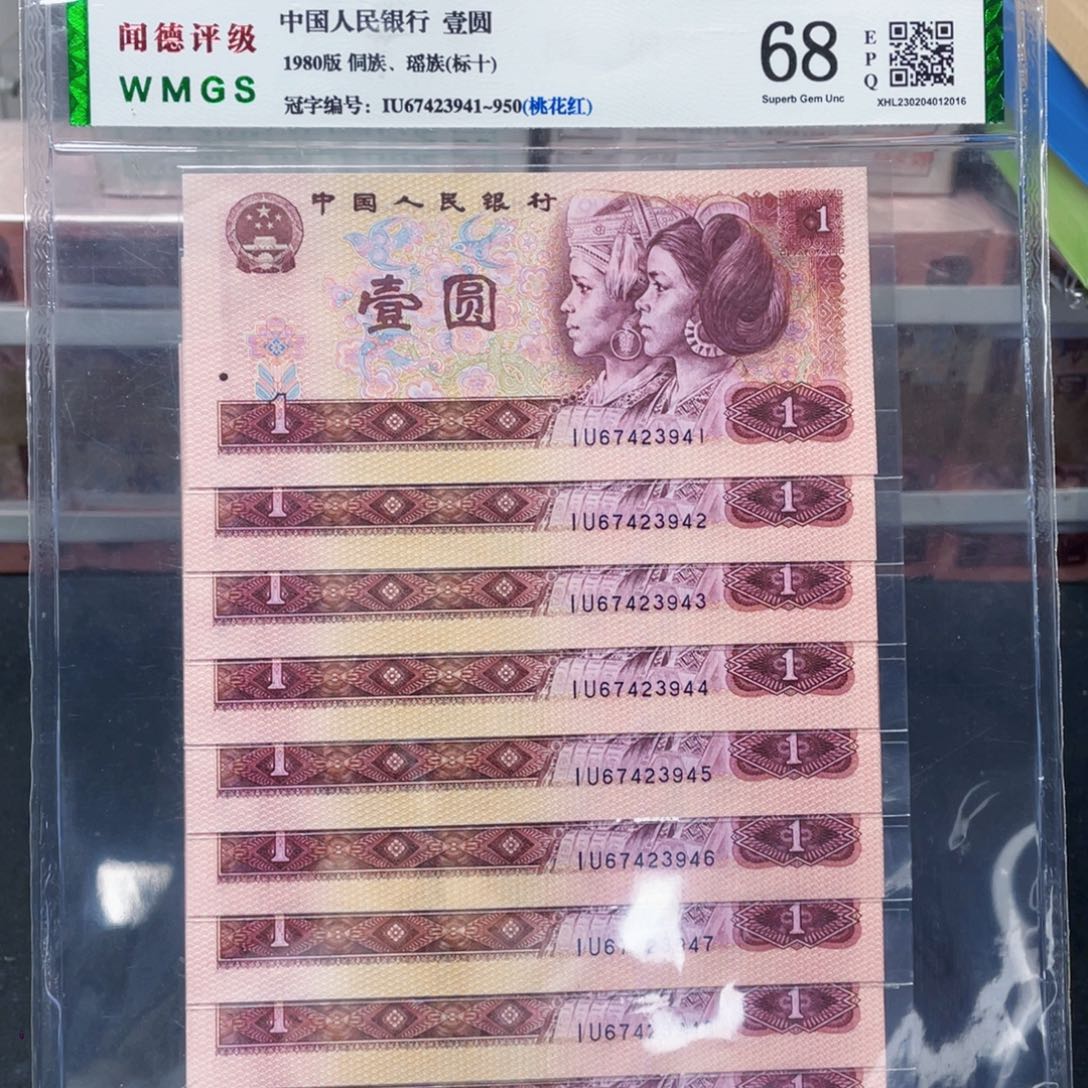 闻德评级
WMGS
中国人民银行 壹圆
1980版 侗族、瑶族(标十)
冠字编号：IU67423941~950(桃花红)
68
EPQ
Superb Gem Unc
XHL230204012016
中国人民银行
1
壹圆
1
IU67423941
1
1
IU67423942
1
1
IU67423943
1
1
IU67423944
1
1
IU67423945
1
1
IU67423946
1
1
1
1
1